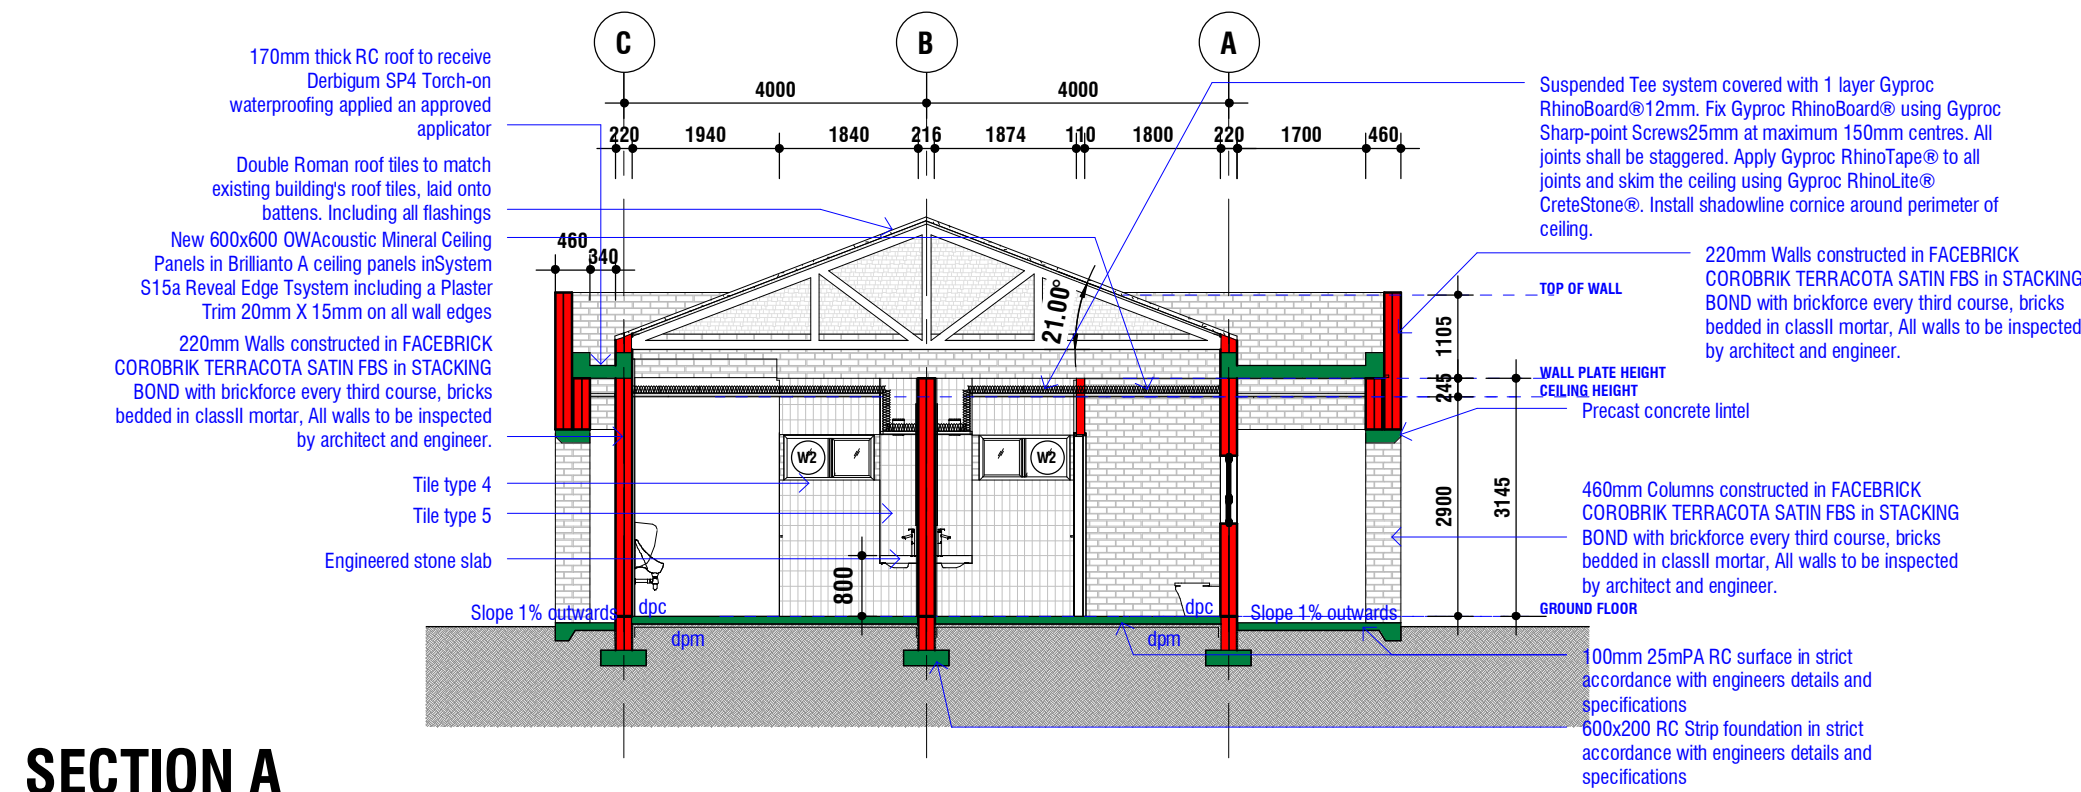 C
B
A
4000
4000
220
1940
1840
216
1874
110
1800
220
1700
460
170mm thick RC roof to receive
Derbigum SP4 Torch-on
waterproofing applied an approved
applicator
Double Roman roof tiles to match
existing building's roof tiles, laid onto
battens. Including all flashings
New 600x600 OWAcoustic Mineral Ceiling
Panels in Brillianto A ceiling panels inSystem
S15a Reveal Edge Tsystem including a Plaster
Trim 20mm X 15mm on all wall edges
220mm Walls constructed in FACEBRICK
COROBRIK TERRACOTA SATIN FBS in STACKING
BOND with brickforce every third course, bricks
bedded in classII mortar, All walls to be inspected
by architect and engineer.
Tile type 4
Tile type 5
Engineered stone slab
Slope 1% outwards
460
340
21.00°
W2
W2
800
dpc
dpm
dpc
dpm
Slope 1% outwards
Suspended Tee system covered with 1 layer Gyproc
RhinoBoard®12mm. Fix Gyproc RhinoBoard® using Gyproc
Sharp-point Screws25mm at maximum 150mm centres. All
joints shall be staggered. Apply Gyproc RhinoTape® to all
joints and skim the ceiling using Gyproc RhinoLite®
CreteStone®. Install shadowline cornice around perimeter of
ceiling.
220mm Walls constructed in FACEBRICK
COROBRIK TERRACOTA SATIN FBS in STACKING
BOND with brickforce every third course, bricks
bedded in classII mortar, All walls to be inspected
by architect and engineer.
TOP OF WALL
1105
WALL PLATE HEIGHT
245
CEILING HEIGHT
Precast concrete lintel
2900
3145
460mm Columns constructed in FACEBRICK
COROBRIK TERRACOTA SATIN FBS in STACKING
BOND with brickforce every third course, bricks
bedded in classII mortar, All walls to be inspected
by architect and engineer.
GROUND FLOOR
100mm 25mPA RC surface in strict
accordance with engineers details and
specifications
600x200 RC Strip foundation in strict
accordance with engineers details and
specifications
SECTION A